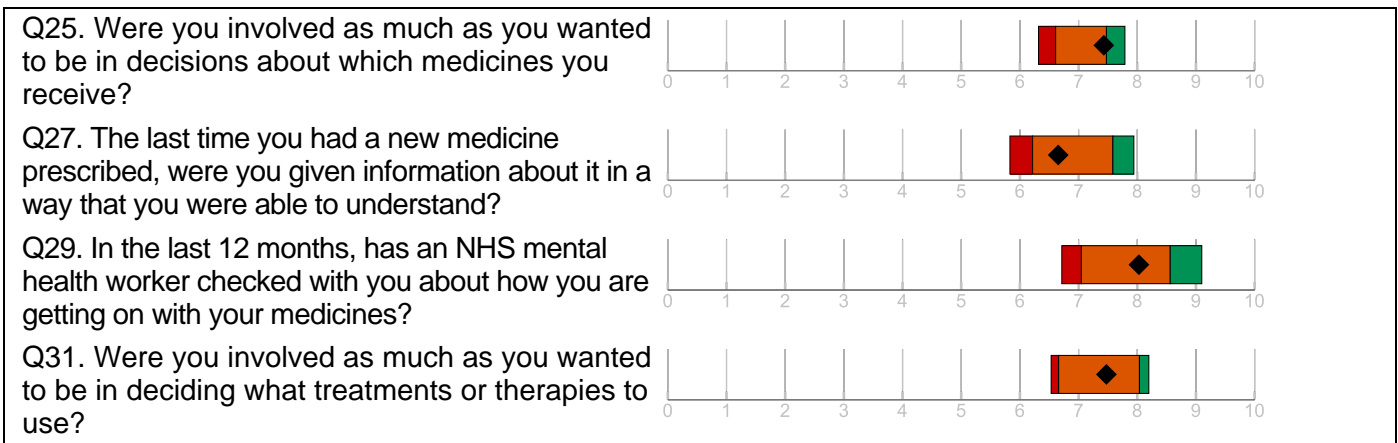 Q25. Were you involved as much as you wanted
to be in decisions about which medicines you
receive?
0 1 2 3 4 5 6 7 8 9 10
Q27. The last time you had a new medicine
prescribed, were you given information about it in a
way that you were able to understand?
0 1 2 3 4 5 6 7 8 9 10
Q29. In the last 12 months, has an NHS mental
health worker checked with you about how you are
getting on with your medicines?
0 1 2 3 4 5 6 7 8 9 10
Q31. Were you involved as much as you wanted
to be in deciding what treatments or therapies to
use?
0 1 2 3 4 5 6 7 8 9 10